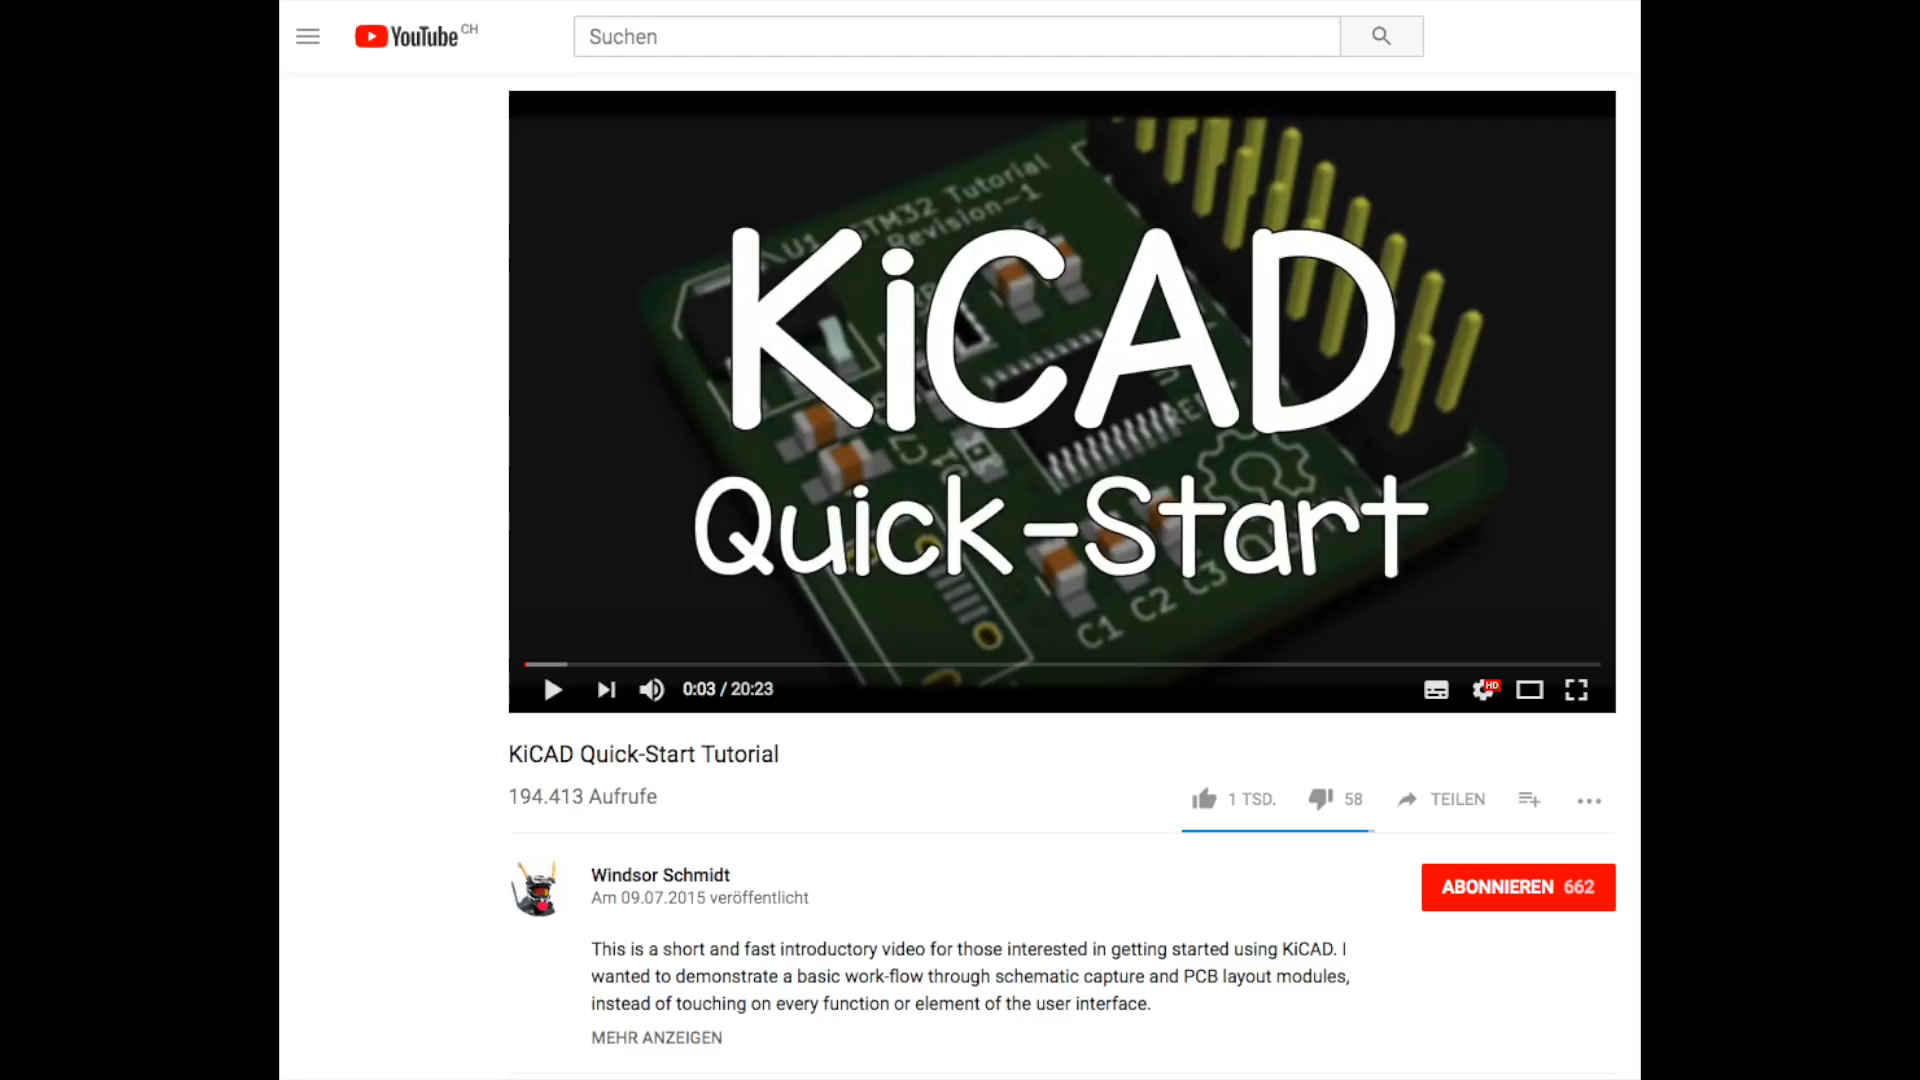 YouTube CH
Suchen
U1 STM32 Tutorial
Revision-1
KiCAD
Quick-Start
C1 C2 C3
0:03 / 20:23
HD
KiCAD Quick-Start Tutorial
194.413 Aufrufe
1 TSD. 58 TEILEN
Windsor Schmidt
Am 09.07.2015 veröffentlicht
ABONNIEREN 662
This is a short and fast introductory video for those interested in getting started using KiCAD. I
wanted to demonstrate a basic work-flow through schematic capture and PCB layout modules,
instead of touching on every function or element of the user interface.
MEHR ANZEIGEN